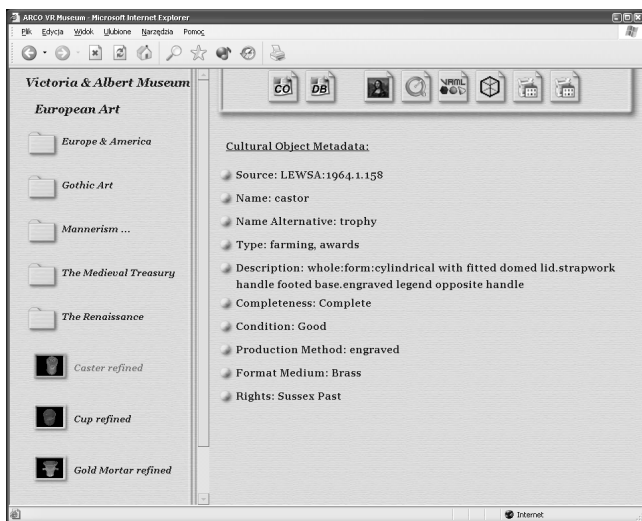 ARCO VR Museum - Microsoft Internet Explorer
Plik Edycja Widok Ulubione Narzędzia Pomoc
Victoria & Albert Museum
European Art
Europe & America
Gothic Art
Mannerism ...
The Medieval Treasury
The Renaissance
Caster refined
Cup refined
Gold Mortar refined
CO DB VRML
Cultural Object Metadata:
Source: LEWSA:1964.1.158
Name: castor
Name Alternative: trophy
Type: farming, awards
Description: whole:form:cylindrical with fitted domed lid.strapwork
handle footed base.engraved legend opposite handle
Completeness: Complete
Condition: Good
Production Method: engraved
Format Medium: Brass
Rights: Sussex Past
Internet